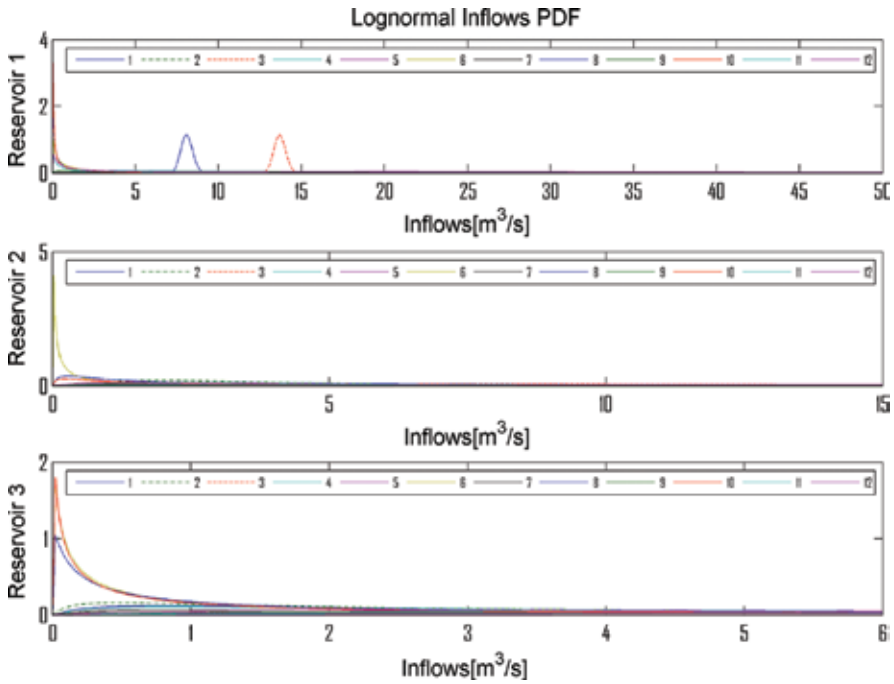 Lognormal Inflows PDF
Reservoir 1
4
2
0
1 2 3 4 5 6 7 8 9 10 11 12
0 5 10 15 20 25 30 35 40 45 50
Inflows[m³/s]
Reservoir 2
5
0
1 2 3 4 5 6 7 8 9 10 11 12
0 5 10 15
Inflows[m³/s]
Reservoir 3
2
1
0
1 2 3 4 5 6 7 8 9 10 11 12
0 1 2 3 4 5 6
Inflows[m³/s]